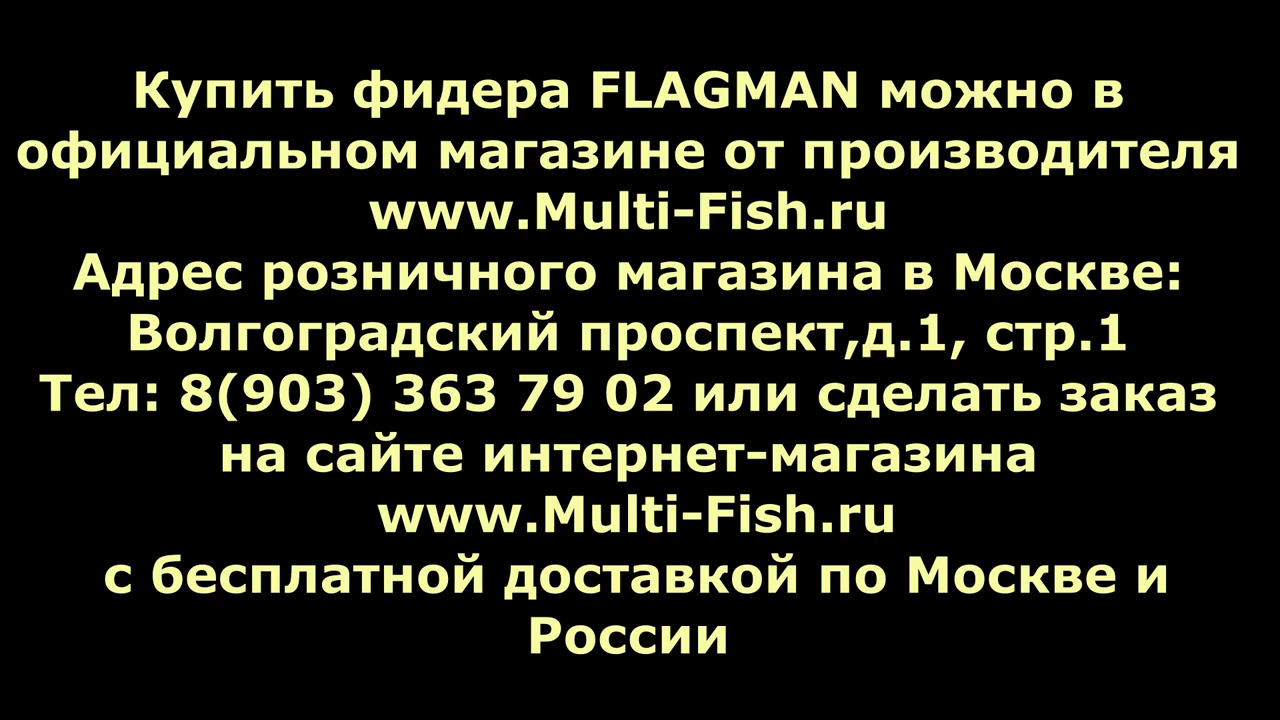 Купить фидера FLAGMAN можно в
официальном магазине от производителя
www.Multi-Fish.ru
Адрес розничного магазина в Москве:
Волгоградский проспект,д.1, стр.1
Тел: 8(903) 363 79 02 или сделать заказ
на сайте интернет-магазина
www.Multi-Fish.ru
с бесплатной доставкой по Москве и
России